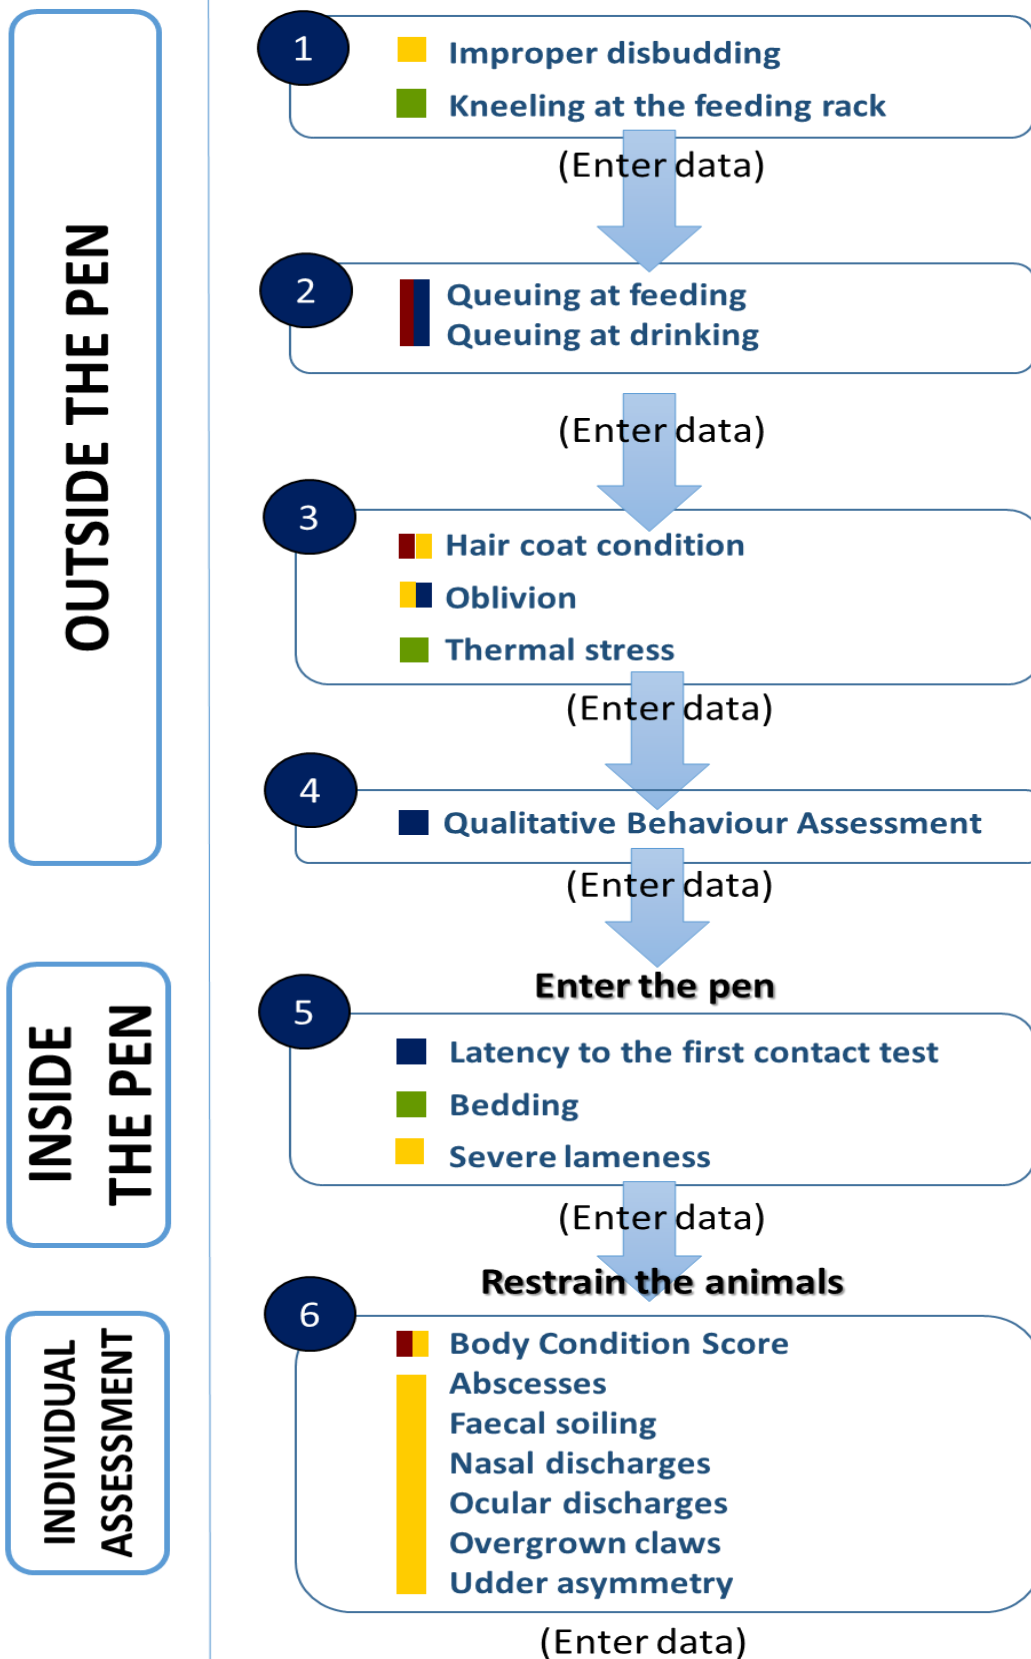 OUTSIDE THE PEN
1
Improper disbudding
Kneeling at the feeding rack
(Enter data)
2
Queuing at feeding
Queuing at drinking
(Enter data)
3
Hair coat condition
Oblivion
Thermal stress
(Enter data)
4
Qualitative Behaviour Assessment
(Enter data)
INSIDE
THE PEN
Enter the pen
5
Latency to the first contact test
Bedding
Severe lameness
(Enter data)
INDIVIDUAL
ASSESSMENT
Restrain the animals
6
Body Condition Score
Abscesses
Faecal soiling
Nasal discharges
Ocular discharges
Overgrown claws
Udder asymmetry
(Enter data)